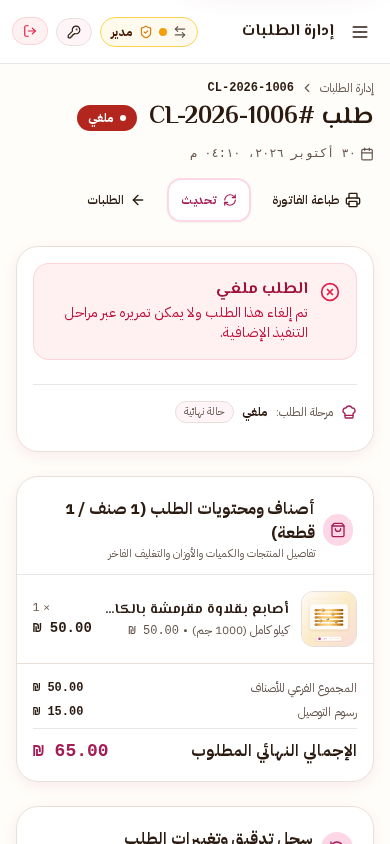 إدارة الطلبات
مدير
إدارة الطلبات
CL-2026-1006
طلب #CL-2026-1006
ملغي
٣٠ أكتوبر ٢٠٢٦، ٠٤:١٠ م
طباعة الفاتورة
تحديث
الطلبات
الطلب ملغي
تم إلغاء هذا الطلب ولا يمكن تمريره عبر مراحل
التنفيذ الإضافية.
مرحلة الطلب:
ملغي
حالة نهائية
أصناف ومحتويات الطلب (1 صنف / 1
قطعة)
تفاصيل المنتجات والكميات والأوزان والتغليف الفاخر
أصابع بقلاوة مقرمشة بالكا...
× 1
كيلو كامل (1000 جم) • 50.00 ₪
50.00 ₪
المجموع الفرعي للأصناف
50.00 ₪
رسوم التوصيل
15.00 ₪
الإجمالي النهائي المطلوب
65.00 ₪
سجل تدقيق وتغييرات الطلب